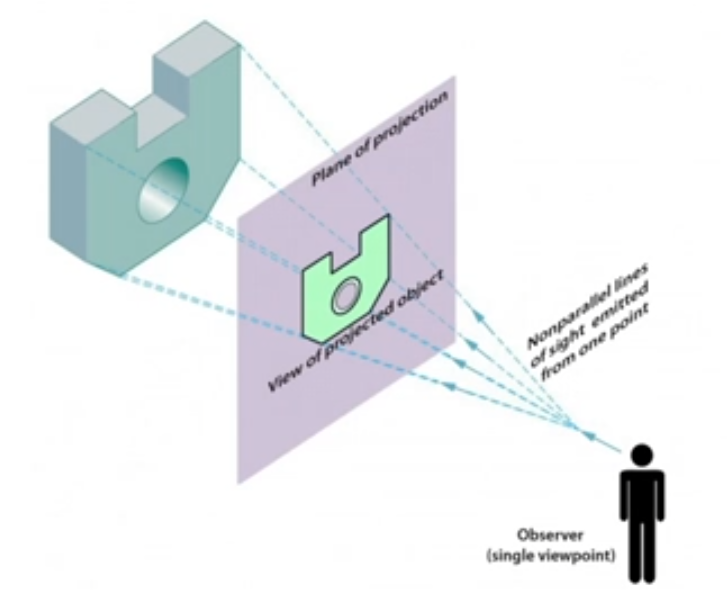 Plane of projection
View of projected object
Nonparallel lines
of sight emitted
from one point
Observer
(single viewpoint)